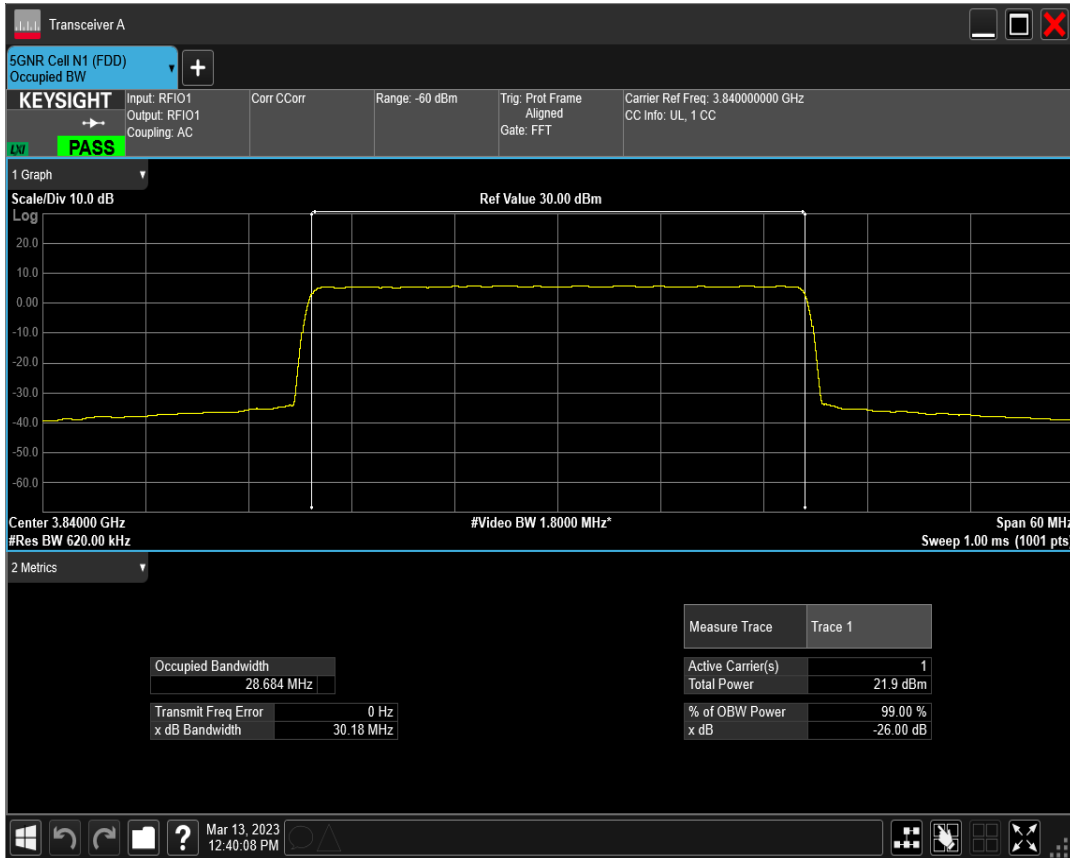 Transceiver A
5GNR Cell N1 (FDD)
Occupied BW
+
KEYSIGHT
LXI
PASS
Input: RFIO1
Output: RFIO1
Coupling: AC
Corr CCorr
Range: -60 dBm
Trig: Prot Frame
Aligned
Gate: FFT
Carrier Ref Freq: 3.840000000 GHz
CC Info: UL, 1 CC
1 Graph
Scale/Div 10.0 dB
Ref Value 30.00 dBm
Log
20.0
10.0
0.00
-10.0
-20.0
-30.0
-40.0
-50.0
-60.0
Center 3.84000 GHz
#Video BW 1.8000 MHz*
Span 60 MHz
#Res BW 620.00 kHz
Sweep 1.00 ms (1001 pts)
2 Metrics
Measure Trace Trace 1
Occupied Bandwidth
28.684 MHz
Active Carrier(s) 1
Total Power 21.9 dBm
Transmit Freq Error 0 Hz
x dB Bandwidth 30.18 MHz
% of OBW Power 99.00 %
x dB -26.00 dB
?
Mar 13, 2023
12:40:08 PM